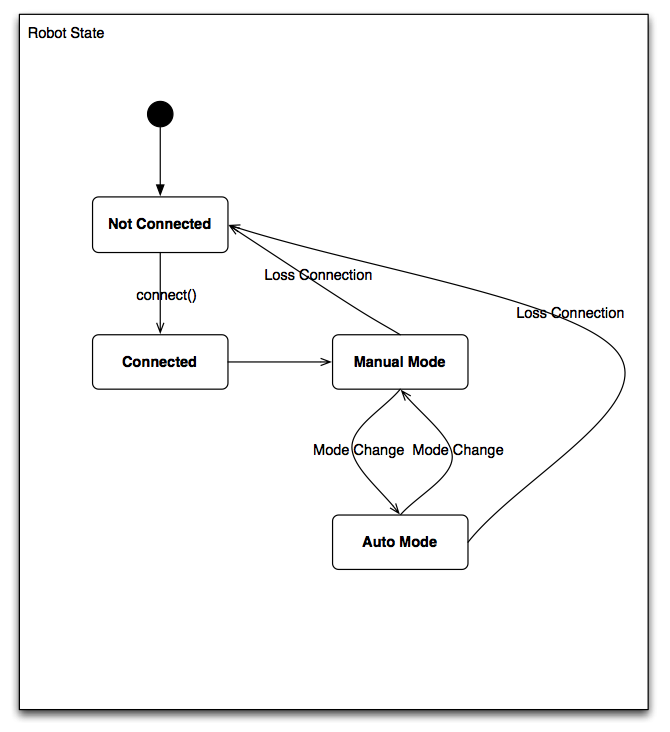 Robot State
Not Connected
Loss Connection
connect()
Loss Connection
Connected
Manual Mode
Mode Change
Mode Change
Auto Mode